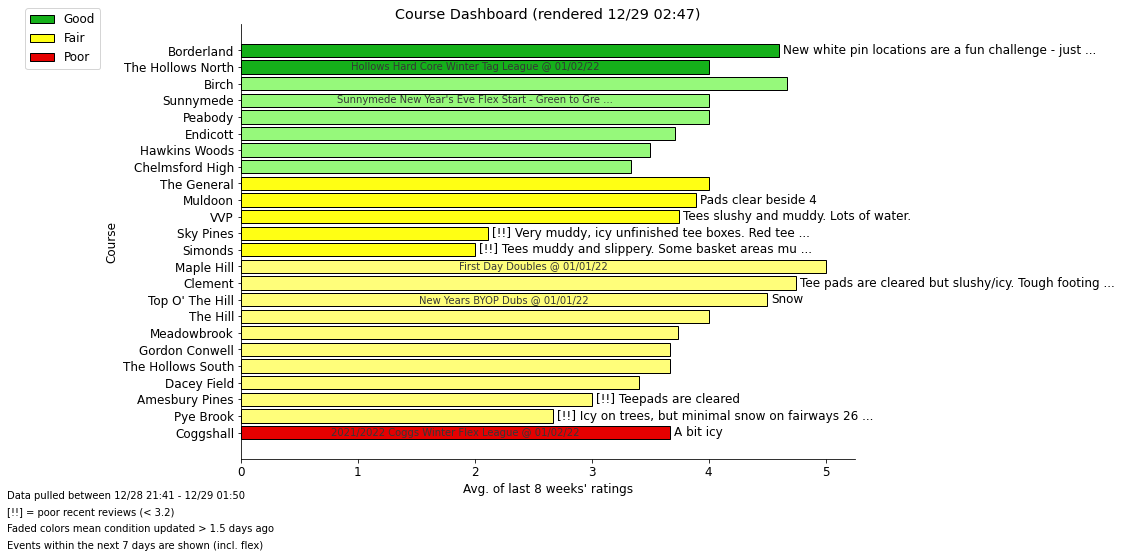 Course Dashboard (rendered 12/29 02:47)
Good
Fair
Poor
Borderland
New white pin locations are a fun challenge - just ...
The Hollows North
Hollows Hard Core Winter Tag League @ 01/02/22
Birch
Sunnymede
Sunnymede New Year's Eve Flex Start - Green to Gre ...
Peabody
Endicott
Hawkins Woods
Chelmsford High
The General
Muldoon
Pads clear beside 4
VVP
Tees slushy and muddy. Lots of water.
Sky Pines
[!!] Very muddy, icy unfinished tee boxes. Red tee ...
Simonds
[!!] Tees muddy and slippery. Some basket areas mu ...
Maple Hill
First Day Doubles @ 01/01/22
Clement
Tee pads are cleared but slushy/icy. Tough footing ...
Top O' The Hill
New Years BYOP Dubs @ 01/01/22
Snow
The Hill
Meadowbrook
Gordon Conwell
The Hollows South
Dacey Field
Amesbury Pines
[!!] Teepads are cleared
Pye Brook
[!!] Icy on trees, but minimal snow on fairways 26 ...
Coggshall
2021/2022 Coggs Winter Flex League @ 01/02/22
A bit icy
Course
0 1 2 3 4 5
Avg. of last 8 weeks' ratings
Data pulled between 12/28 21:41 - 12/29 01:50
[!!] = poor recent reviews (< 3.2)
Faded colors mean condition updated > 1.5 days ago
Events within the next 7 days are shown (incl. flex)